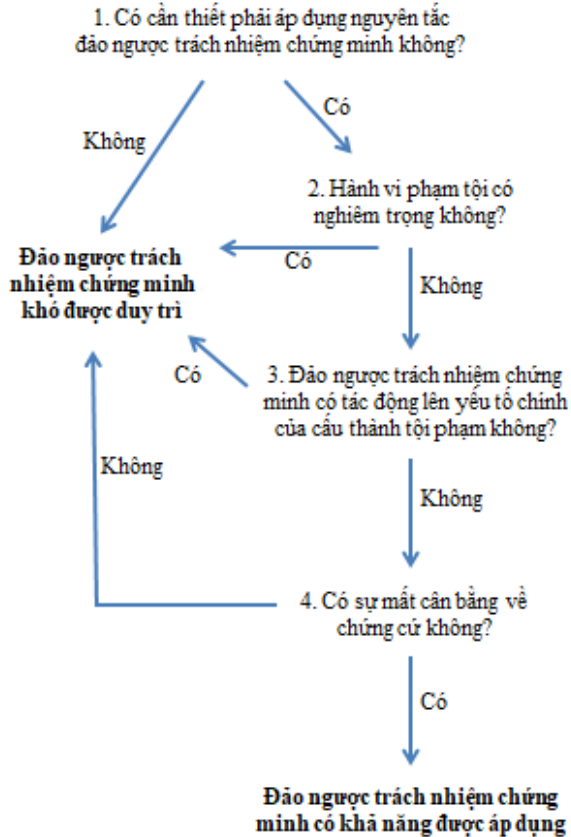 1. Có cần thiết phải áp dụng nguyên tắc
đảo ngược trách nhiệm chứng minh không?
Có
Không
2. Hành vi phạm tội có
nghiêm trọng không?
Đảo ngược trách
nhiệm chứng minh
khó được duy trì
Có
Không
Có
3. Đảo ngược trách nhiệm chứng
minh có tác động lên yếu tố chính
của cấu thành tội phạm không?
Không
Không
4. Có sự mất cân bằng về
chứng cứ không?
Có
Đảo ngược trách nhiệm chứng
minh có khả năng được áp dụng